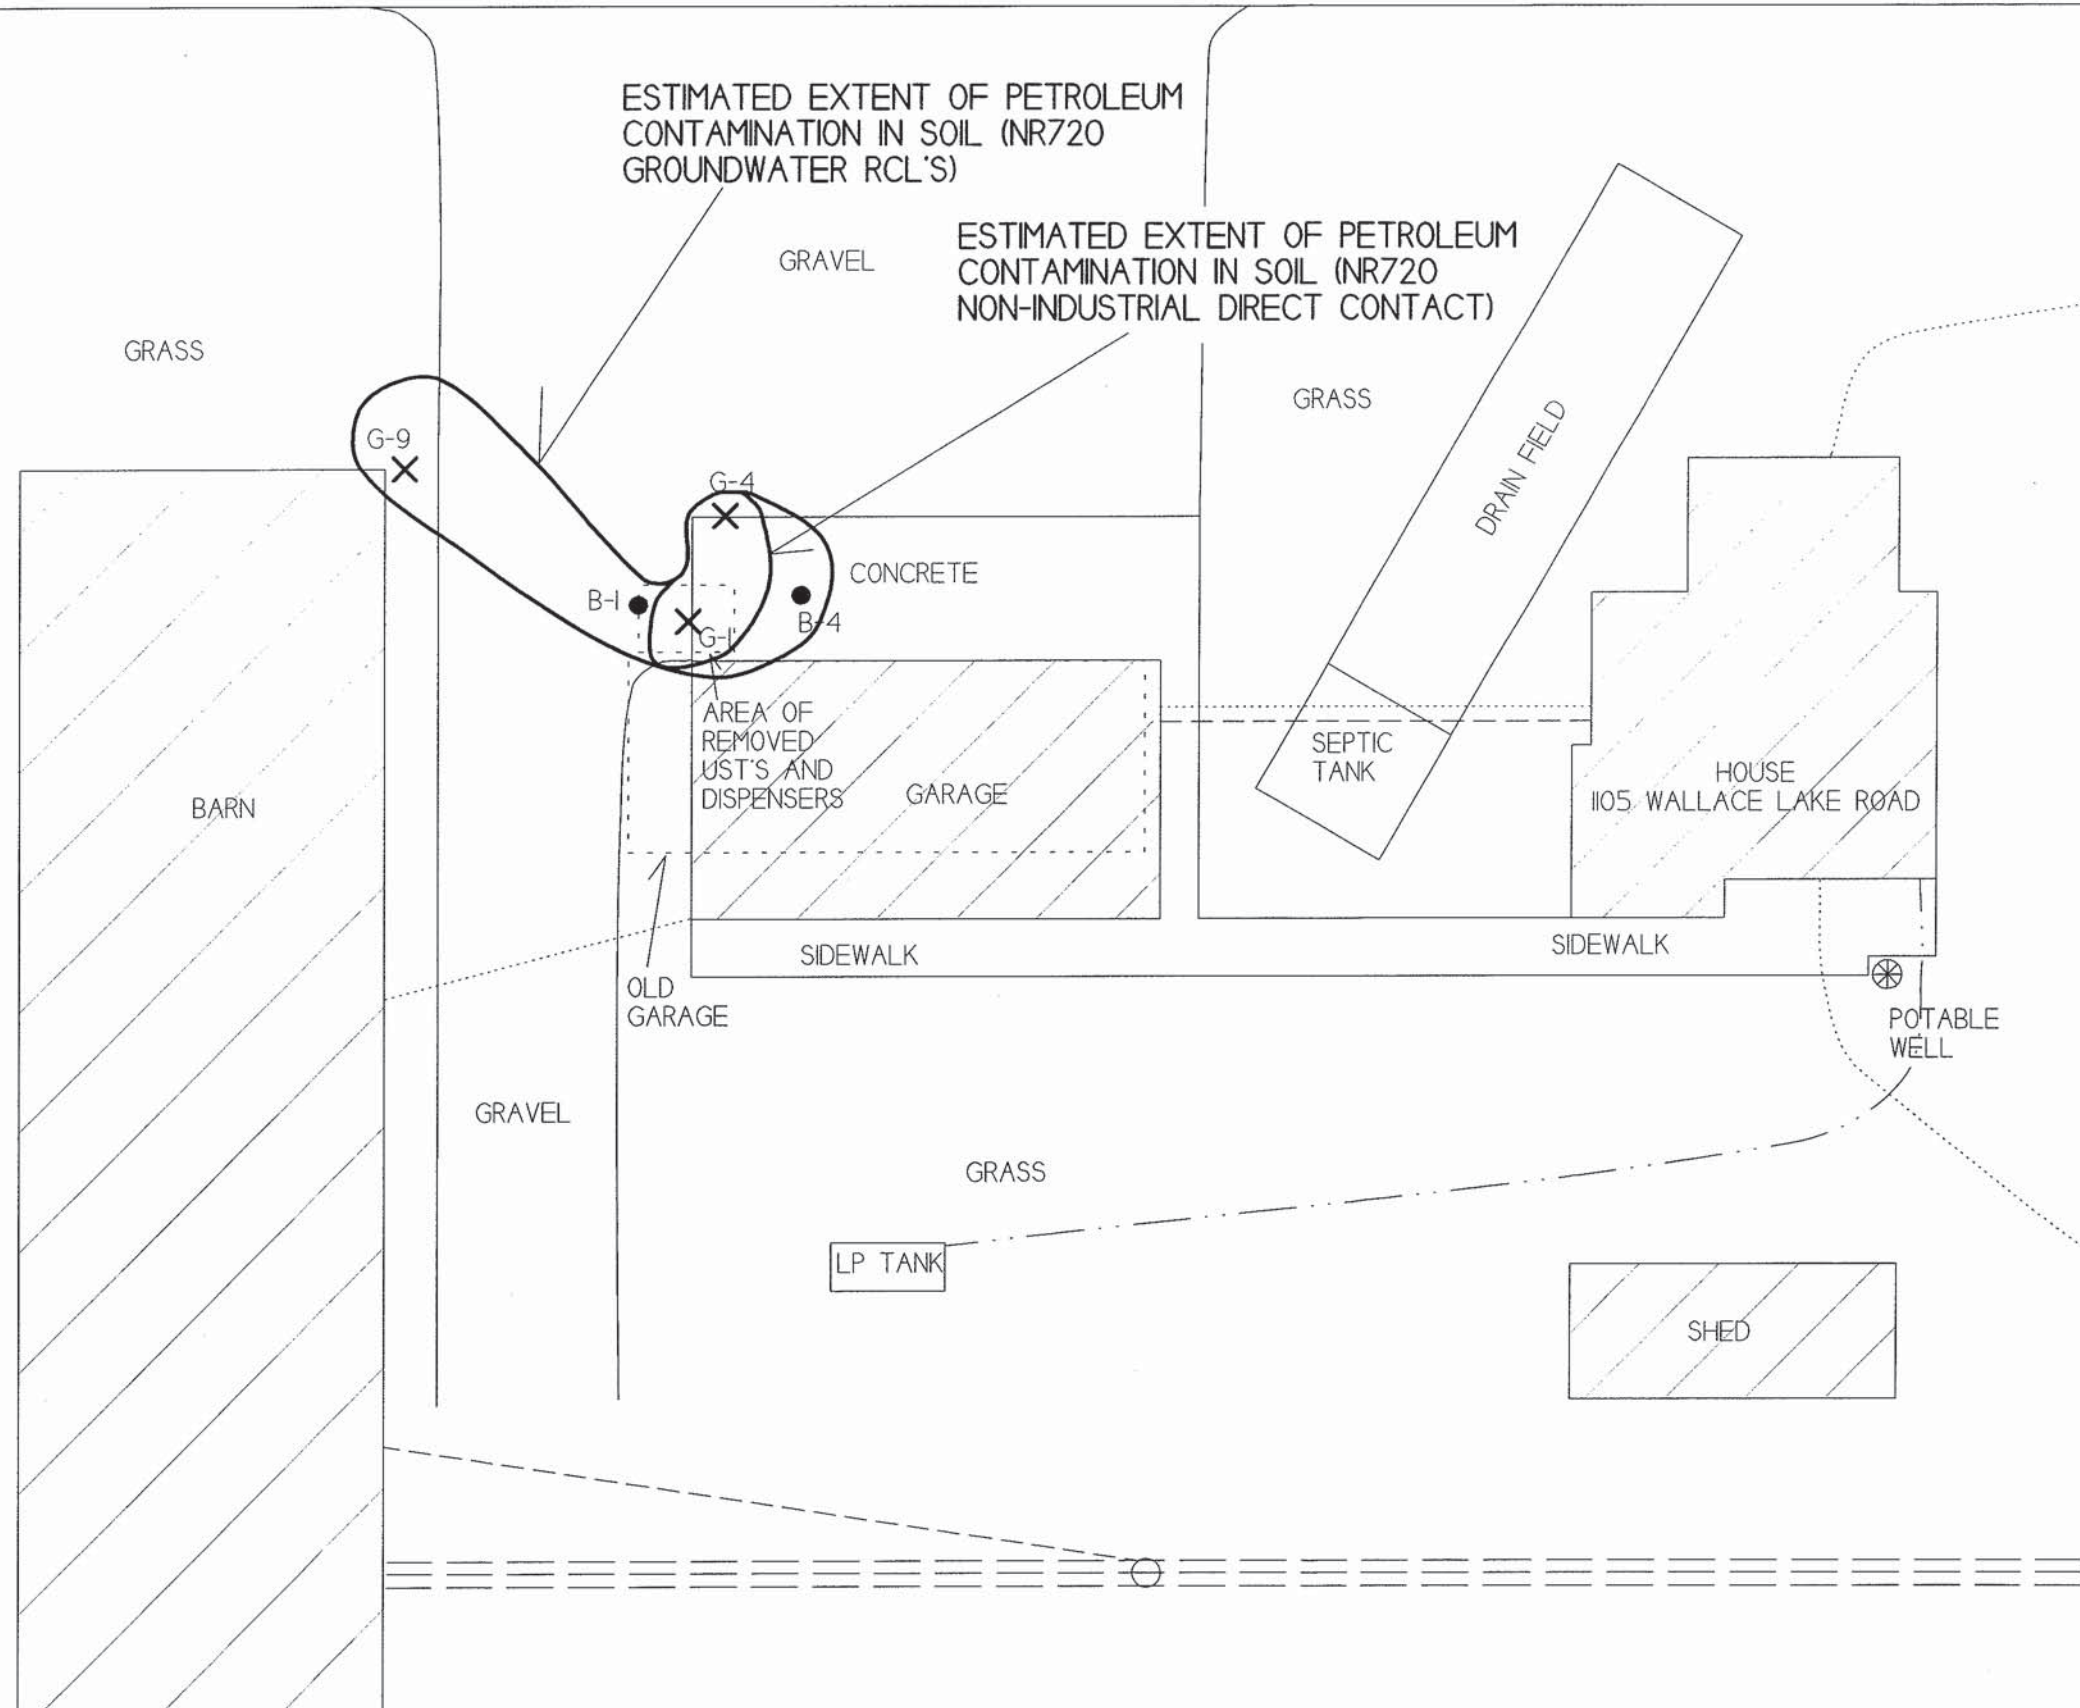 ESTIMATED EXTENT OF PETROLEUM
CONTAMINATION IN SOIL (NR720
GROUNDWATER RCL'S)
ESTIMATED EXTENT OF PETROLEUM
CONTAMINATION IN SOIL (NR720
NON-INDUSTRIAL DIRECT CONTACT)
GRAVEL
GRASS
GRASS
DRAIN FIELD
G-9
G-4
CONCRETE
B-1
B-4
G-1
AREA OF
REMOVED
UST'S AND
DISPENSERS
GARAGE
BARN
SEPTIC
TANK
HOUSE
1105 WALLACE LAKE ROAD
SIDEWALK
SIDEWALK
OLD
GARAGE
POTABLE
WELL
GRAVEL
GRASS
LP TANK
SHED